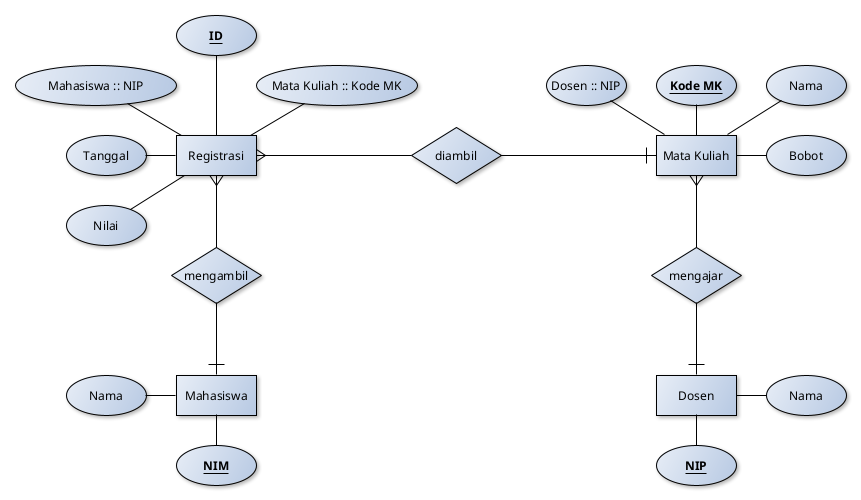 ID
Mahasiswa :: NIP
Mata Kuliah :: Kode MK
Dosen :: NIP
Kode MK
Nama
Tanggal
Registrasi
diambil
Mata Kuliah
Bobot
Nilai
mengambil
mengajar
Nama
Mahasiswa
Dosen
Nama
NIM
NIP